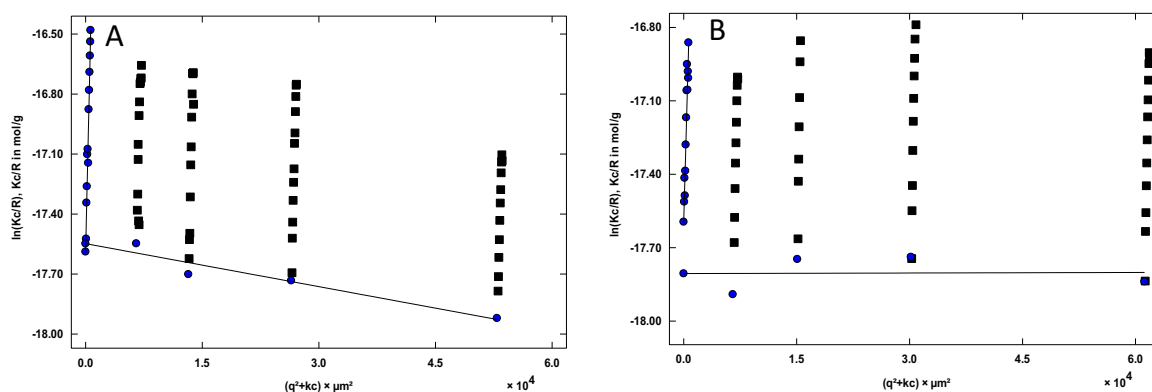 A
-16.50
-16.80
-17.10
-17.40
-17.70
-18.00
ln(Kc/R), Kc/R in mol/g
0.0 1.5 3.0 4.5 6.0
(q²+kc) × µm² × 10⁴
B
-16.80
-17.10
-17.40
-17.70
-18.00
ln(Kc/R), Kc/R in mol/g
0.0 1.5 3.0 4.5 6.0
(q²+kc) × µm² × 10⁴